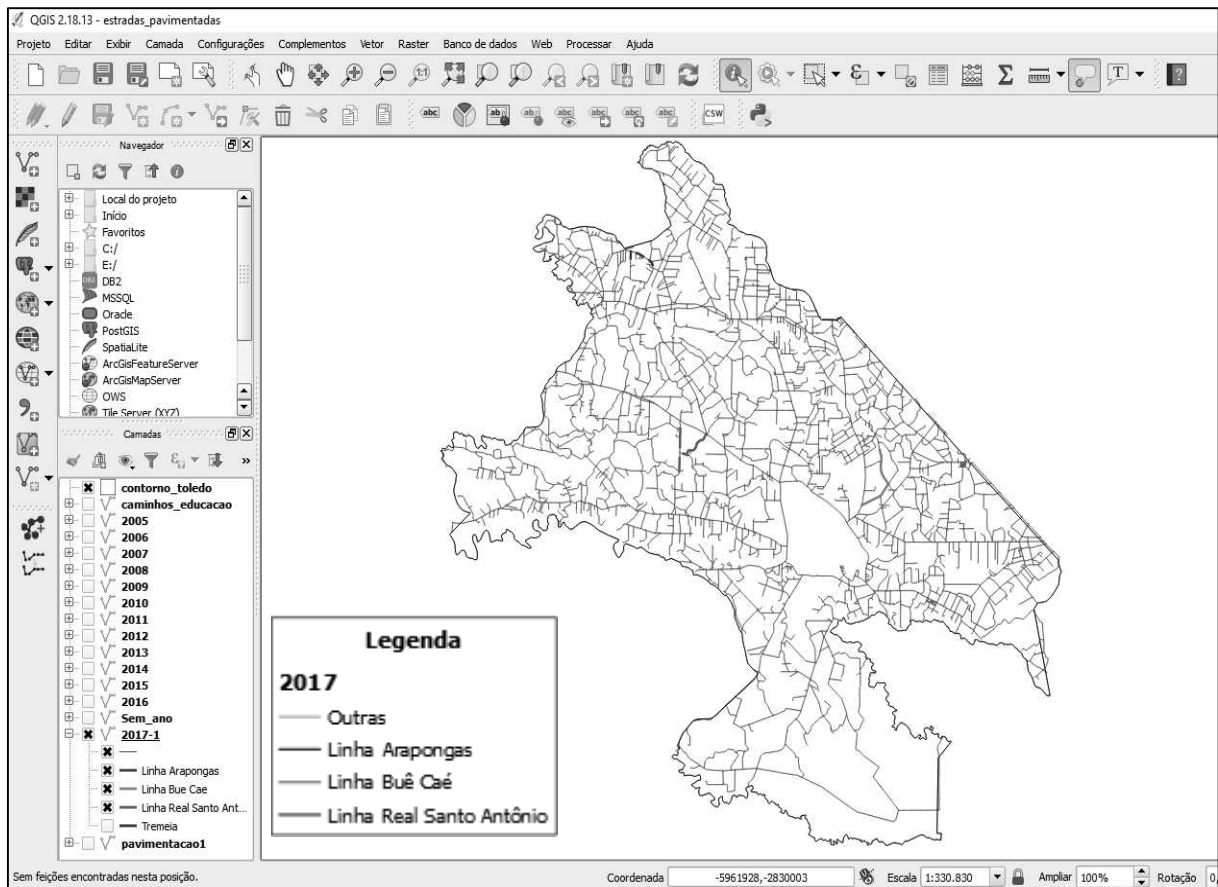 QGIS 2.18.13 - estradas_pavimentadas
Projeto Editar Exibir Camada Configurações Complementos Vetor Raster Banco de dados Web Processar Ajuda
Navegador
Local do projeto
Início
Favoritos
C:/
E:/
DB2
MSSQL
Oracle
PostGIS
SpatiaLite
ArcGisFeatureServer
ArcGisMapServer
OWS
Tile Server (XYZ)
Camadas
contorno_toledo
caminhos_educacao
2005
2006
2007
2008
2009
2010
2011
2012
2013
2014
2015
2016
Sem_ano
2017-1
Linha Arapongas
Linha Bue Cae
Linha Real Santo Ant...
Tremeia
pavimentacao1
Legenda
2017
Outras
Linha Arapongas
Linha Buê Caé
Linha Real Santo Antônio
Sem feições encontradas nesta posição. Coordenada -5961928,-2830003 Escala 1:330.830 Ampliar 100% Rotação 0,